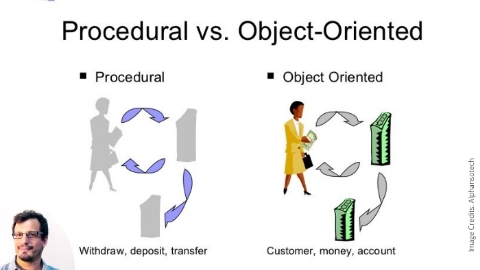 Procedural vs. Object-Oriented
Procedural
Object Oriented
Withdraw, deposit, transfer
Customer, money, account
Image Credits: Alphansotech